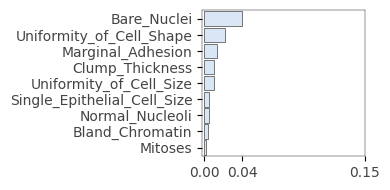 Bare_Nuclei
Uniformity_of_Cell_Shape
Marginal_Adhesion
Clump_Thickness
Uniformity_of_Cell_Size
Single_Epithelial_Cell_Size
Normal_Nucleoli
Bland_Chromatin
Mitoses
0.00 0.04 0.15